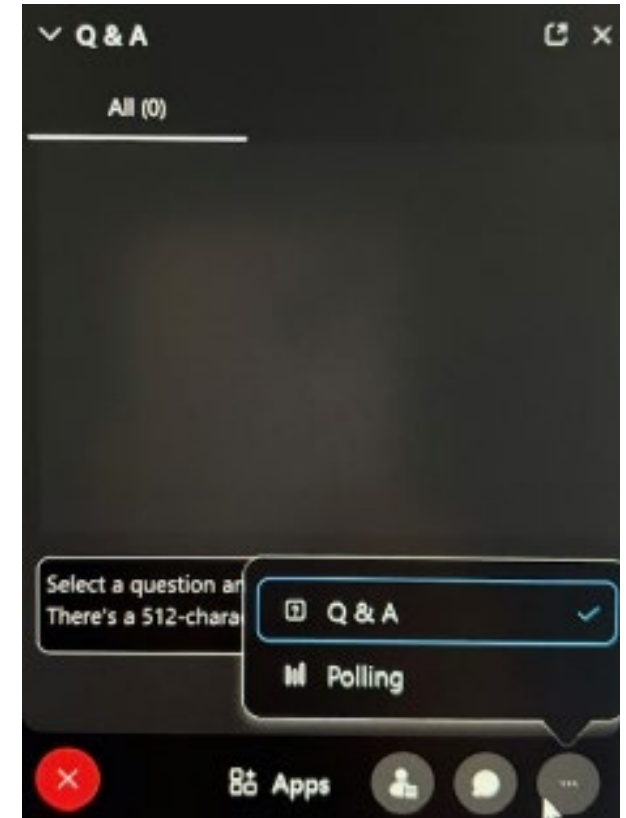 Q & A
All (0)
Select a question an
There's a 512-chara
Q & A
Polling
Apps